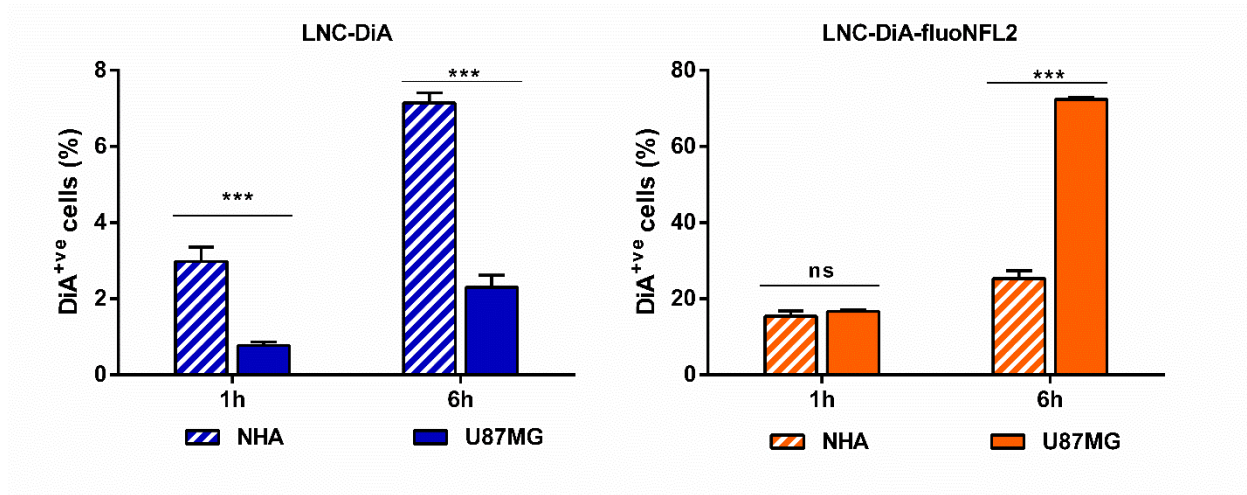 LNC-DiA
DiA+ve cells (%)
8
6
4
2
0
***
***
1h
6h
NHA
U87MG
LNC-DiA-fluoNFL2
DiA+ve cells (%)
80
60
40
20
0
ns
***
1h
6h
NHA
U87MG